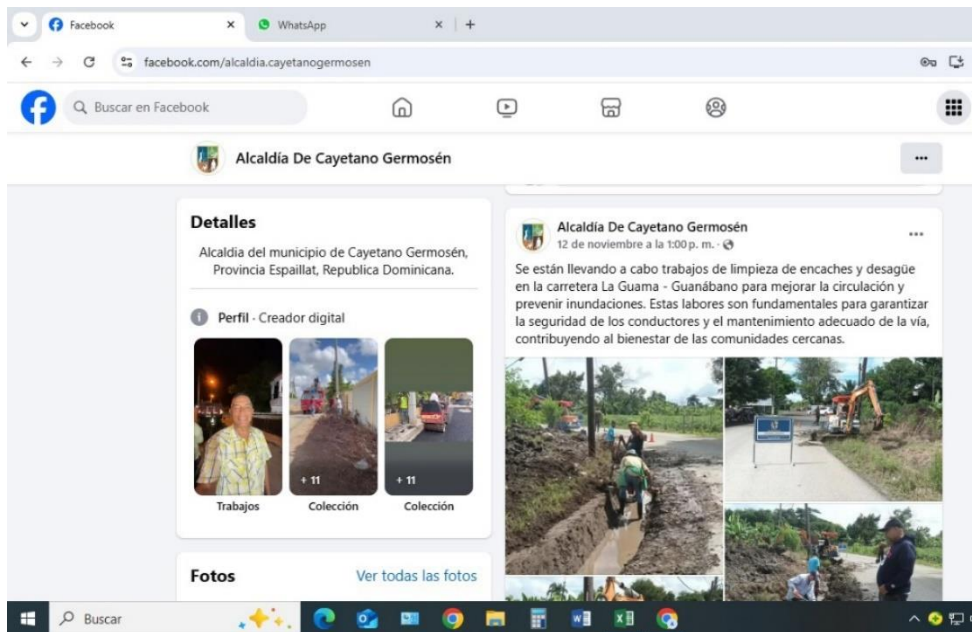 Facebook
WhatsApp
facebook.com/alcaldia.cayetanogermosen
Buscar en Facebook
Alcaldía De Cayetano Germosén
Detalles
Alcaldia del municipio de Cayetano Germosén,
Provincia Espaillat, Republica Dominicana.
Perfil · Creador digital
+ 11
+ 11
Trabajos
Colección
Colección
Fotos
Ver todas las fotos
Alcaldía De Cayetano Germosén
12 de noviembre a la 1:00 p. m. ·
Se están llevando a cabo trabajos de limpieza de encaches y desagüe
en la carretera La Guama - Guanábano para mejorar la circulación y
prevenir inundaciones. Estas labores son fundamentales para garantizar
la seguridad de los conductores y el mantenimiento adecuado de la vía,
contribuyendo al bienestar de las comunidades cercanas.
Buscar